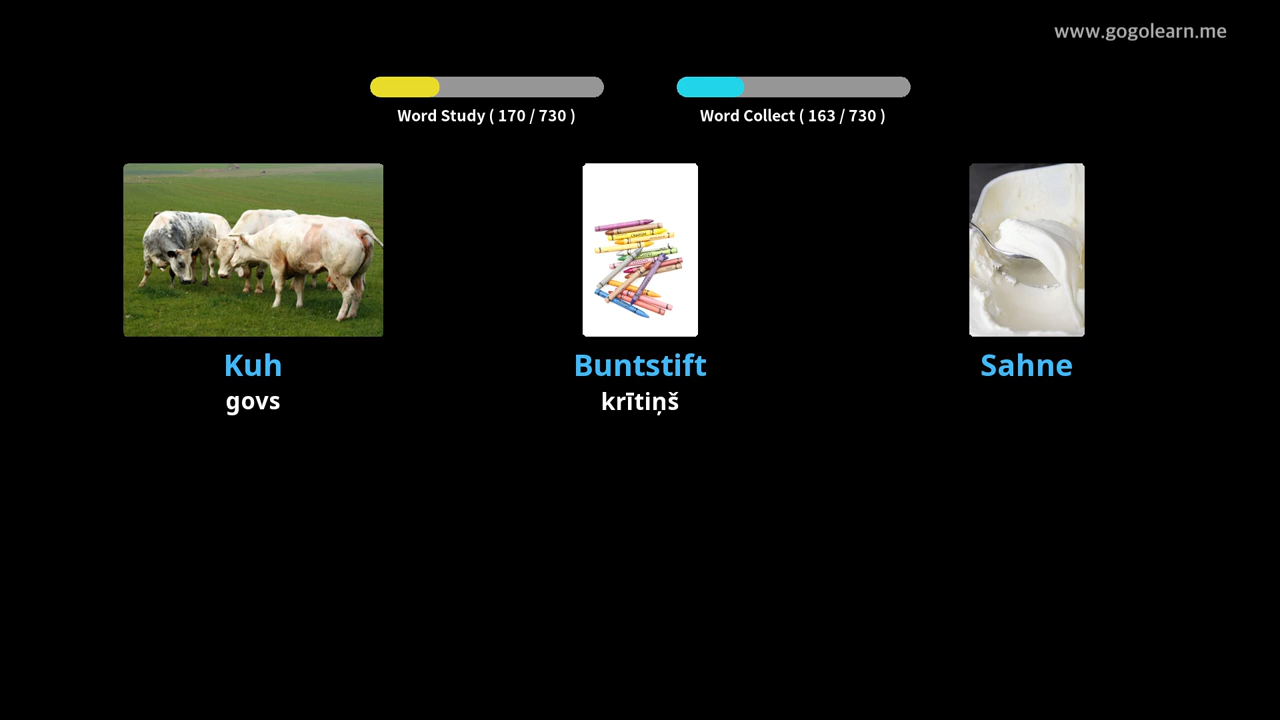 www.gogolearn.me
Word Study ( 170 / 730 )
Word Collect ( 163 / 730 )
Kuh
govs
Buntstift
krītiņš
Sahne